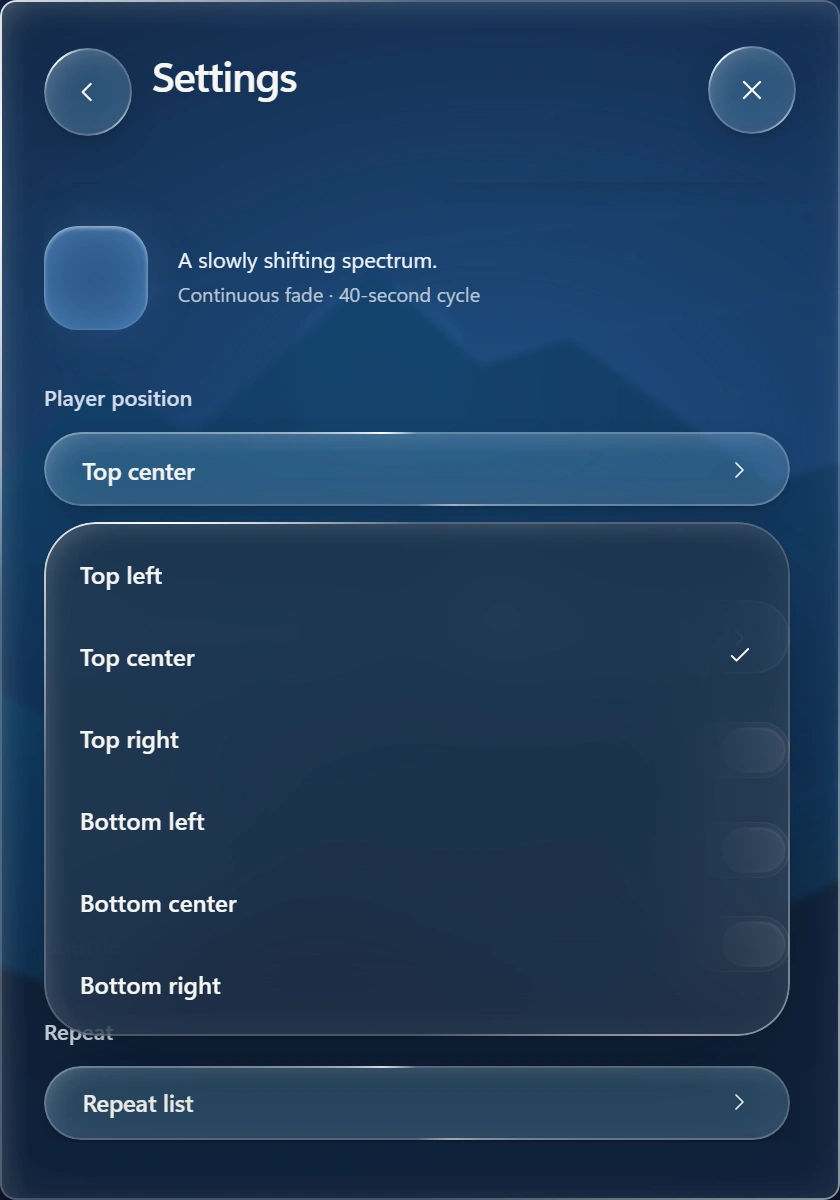 Settings
A slowly shifting spectrum.
Continuous fade · 40-second cycle
Player position
Top center
Top left
Top center
Top right
Bottom left
Bottom center
Bottom right
Repeat
Repeat list